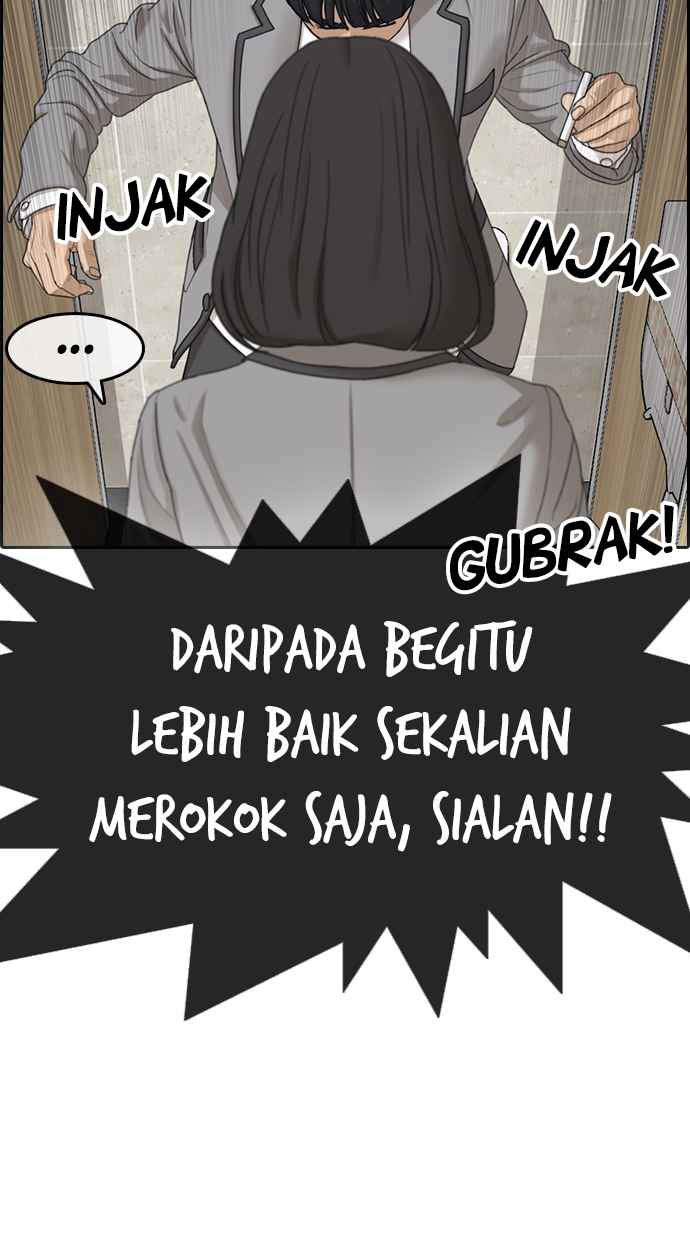 INJAK
INJAK
...
GUBRAK!
DARIPADA BEGITU
LEBIH BAIK SEKALIAN
MEROKOK SAJA, SIALAN!!